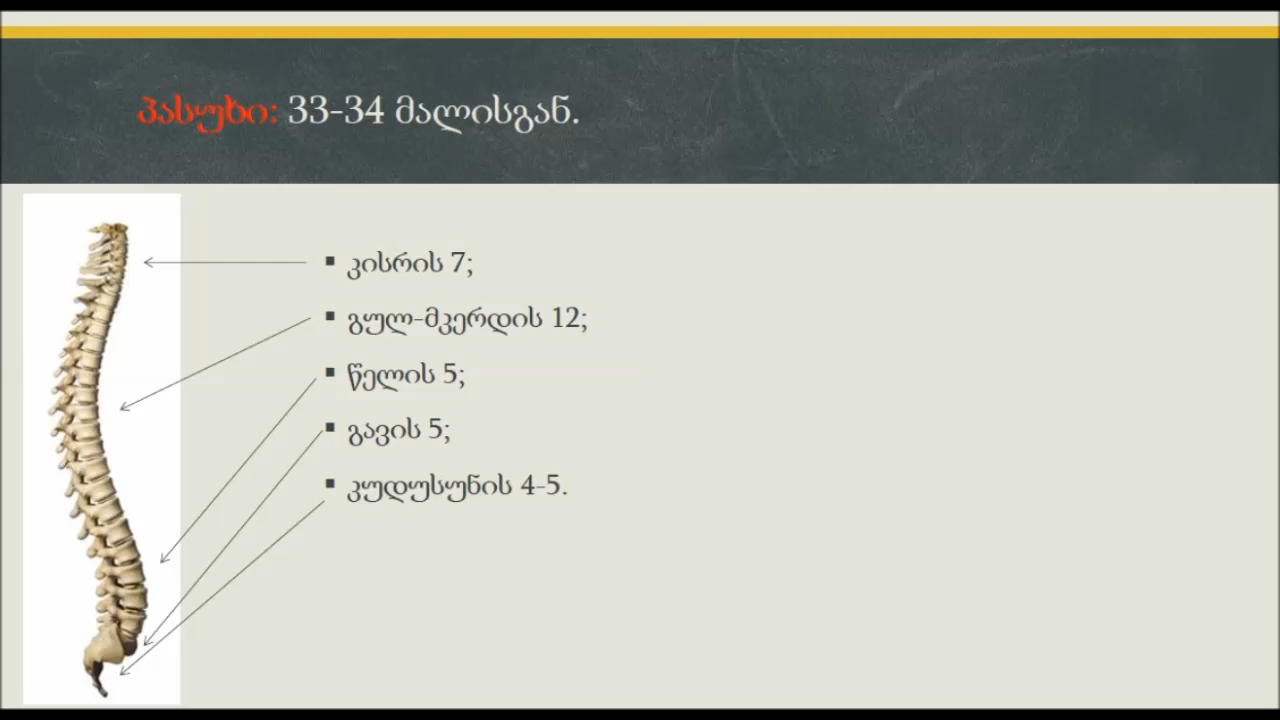 პასუხი: 33-34 მალისგან.
▪ კისრის 7;
▪ გულ-მკერდის 12;
▪ წელის 5;
▪ გავის 5;
▪ კუდუსუნის 4-5.